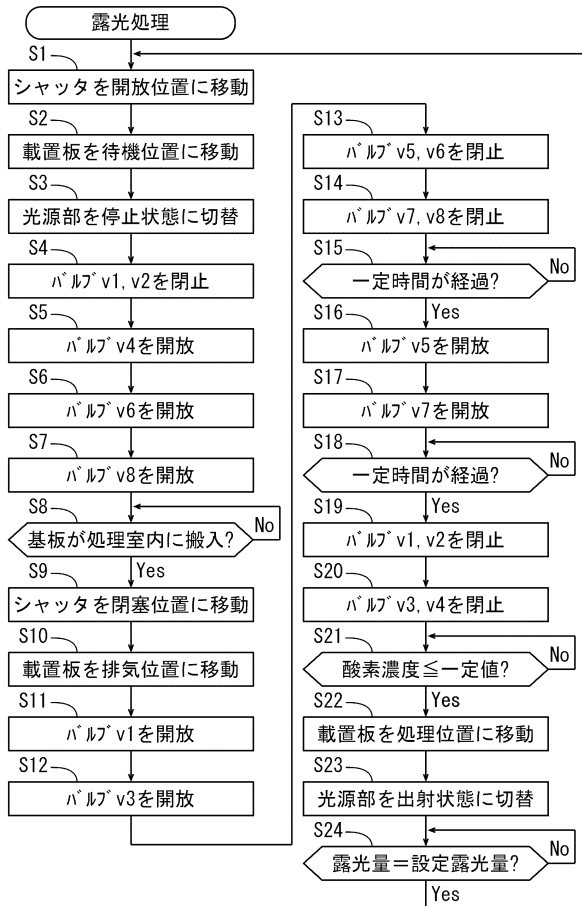 露光処理
S1
シャッタを開放位置に移動
S2
載置板を待機位置に移動
S3
光源部を停止状態に切替
S4
バルブv1, v2を閉止
S5
バルブv4を開放
S6
バルブv6を開放
S7
バルブv8を開放
S8
基板が処理室内に搬入?
No
Yes
S9
シャッタを閉塞位置に移動
S10
載置板を排気位置に移動
S11
バルブv1を開放
S12
バルブv3を開放
S13
バルブv5, v6を閉止
S14
バルブv7, v8を閉止
S15
一定時間が経過?
No
Yes
S16
バルブv5を開放
S17
バルブv7を開放
S18
一定時間が経過?
No
Yes
S19
バルブv1, v2を閉止
S20
バルブv3, v4を閉止
S21
酸素濃度≦一定値?
No
Yes
S22
載置板を処理位置に移動
S23
光源部を出射状態に切替
S24
露光量=設定露光量?
No
Yes